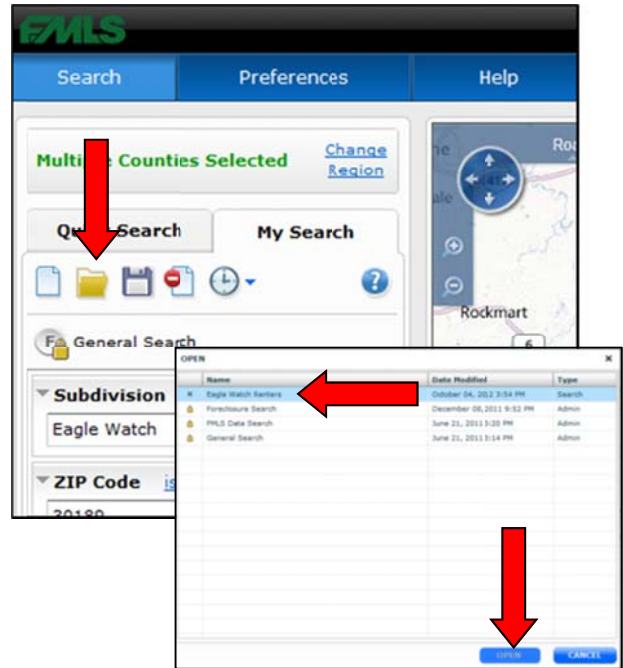 FMLS
Search Preferences Help
Multiple Counties Selected Change
Region
Quick Search My Search
General Search
Subdivision
Eagle Watch
ZIP Code is
30189
Rockmart
6
OPEN x
Name Date Modified Type
Eagle Watch Renters October 04, 2012 3:54 PM Search
Foreclosure Search December 08, 2011 9:52 PM Admin
FMLS Data Search June 21, 2011 3:20 PM Admin
General Search June 21, 2011 3:14 PM Admin
OPEN CANCEL